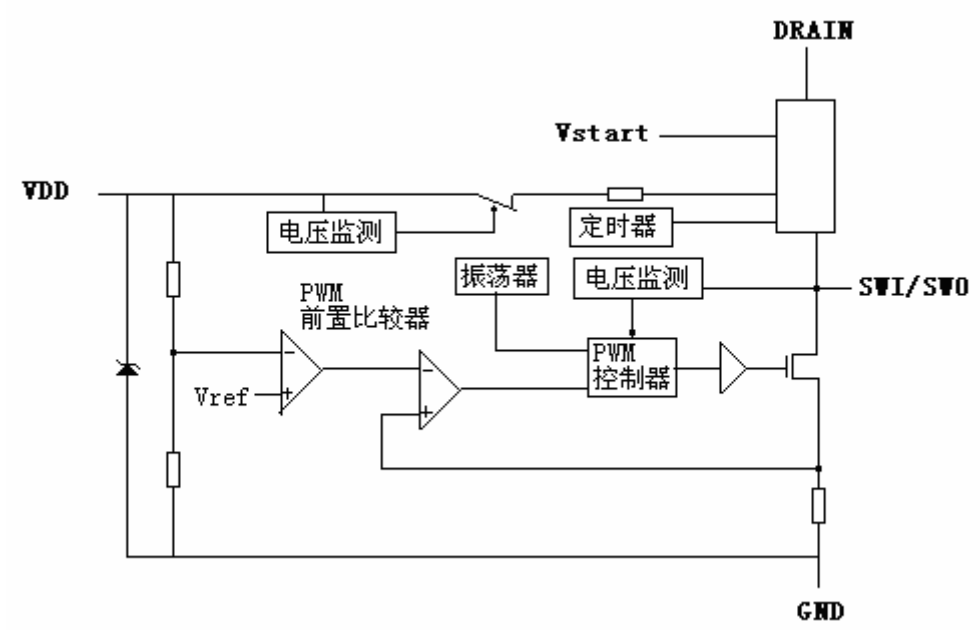 DRAIN
Vstart
VDD
电压监测
定时器
振荡器
电压监测
SWI/SWO
PWM
前置比较器
PWM
控制器
-
Vref
+
-
+
GND